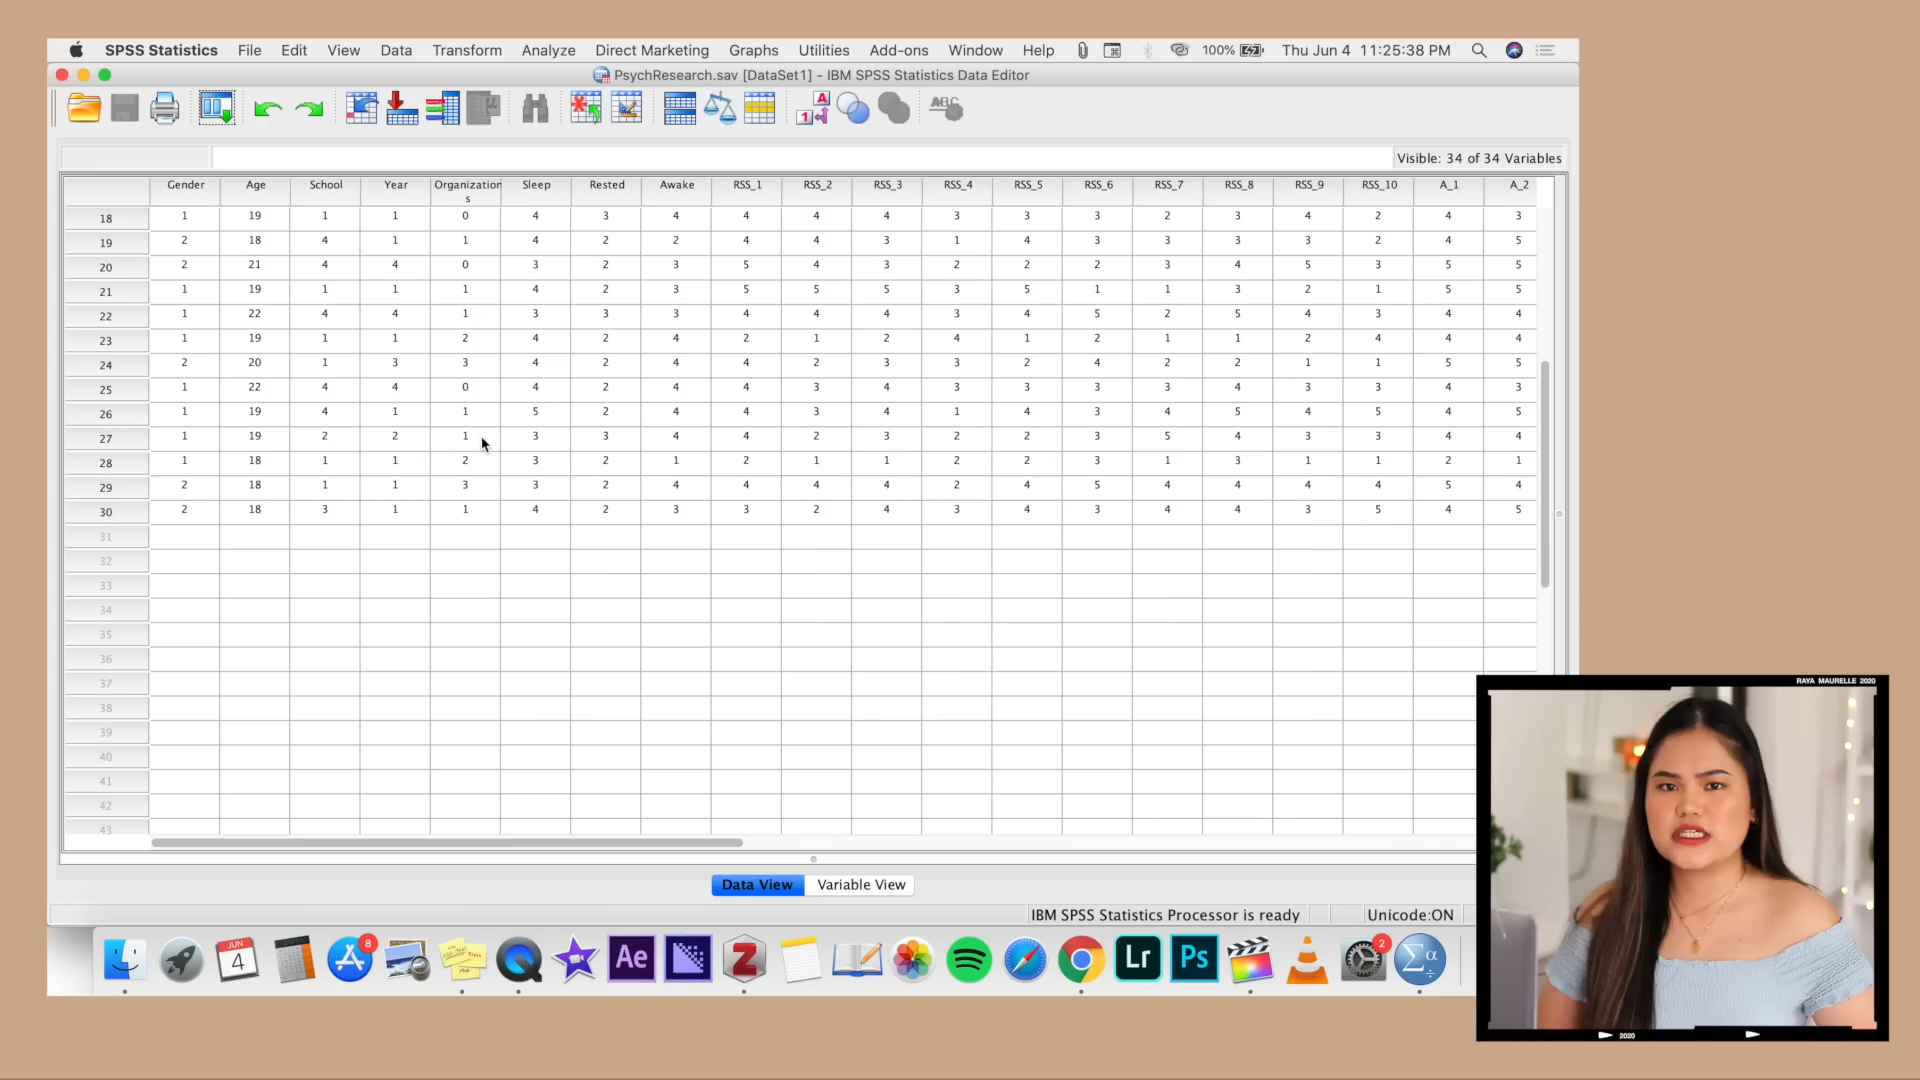 SPSS Statistics File Edit View Data Transform Analyze Direct Marketing Graphs Utilities Add-ons Window Help 100% Thu Jun 4 11:25:38 PM
PsychResearch.sav [DataSet1] - IBM SPSS Statistics Data Editor
Visible: 34 of 34 Variables
Gender Age School Year Organizations Sleep Rested Awake RSS_1 RSS_2 RSS_3 RSS_4 RSS_5 RSS_6 RSS_7 RSS_8 RSS_9 RSS_10 A_1 A_2
18 1 19 1 1 0 4 3 4 4 4 4 3 3 3 2 3 4 2 4 3
19 2 18 4 1 1 4 2 2 4 4 3 1 4 3 3 3 3 2 4 5
20 2 21 4 4 0 3 2 3 5 4 3 2 2 2 3 4 5 3 5 5
21 1 19 1 1 1 4 2 3 5 5 5 3 5 1 1 3 2 1 5 5
22 1 22 4 4 1 3 3 3 4 4 4 3 4 5 2 5 4 3 4 4
23 1 19 1 1 2 4 2 4 2 1 2 4 1 2 1 1 2 4 4 4
24 2 20 1 3 3 4 2 4 4 2 3 3 2 4 2 2 1 1 5 5
25 1 22 4 4 0 4 2 4 4 3 4 3 3 3 3 4 3 3 4 3
26 1 19 4 1 1 5 2 4 4 3 4 1 4 3 4 5 4 5 4 5
27 1 19 2 2 1 3 3 4 4 2 3 2 2 3 5 4 3 3 4 4
28 1 18 1 1 2 3 2 1 2 1 1 2 2 3 1 3 1 1 2 1
29 2 18 1 1 3 3 2 4 4 4 4 2 4 5 4 4 4 4 5 4
30 2 18 3 1 1 4 2 3 3 2 4 3 4 3 4 4 3 5 4 5
31
32
33
34
35
36
37
38
39
40
41
42
43
RAYA MAURELLE 2020
2020
Data View Variable View
IBM SPSS Statistics Processor is ready Unicode:ON
JUN 4 8 Ae Z Lr Ps 2 Σα